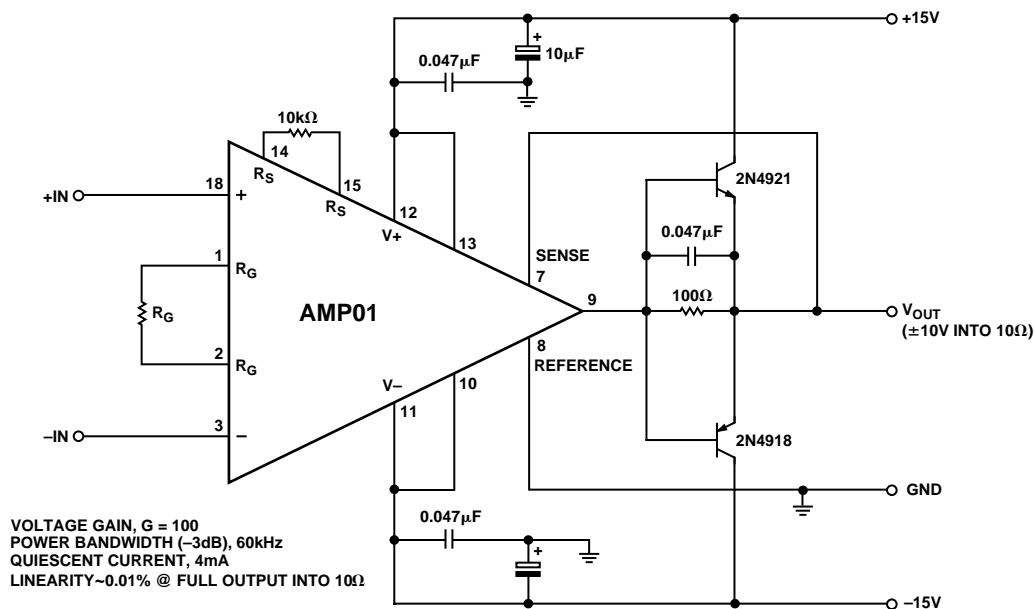 +15V
+
0.047µF
10µF
10kΩ
14
15
RS
RS
12
V+
13
18
+IN
+
2N4921
0.047µF
SENSE
7
1
RG
RG
AMP01
9
100Ω
VOUT
(±10V INTO 10Ω)
8
REFERENCE
2
RG
V–
10
11
3
–IN
–
2N4918
GND
0.047µF
+
VOLTAGE GAIN, G = 100
POWER BANDWIDTH (–3dB), 60kHz
QUIESCENT CURRENT, 4mA
LINEARITY~0.01% @ FULL OUTPUT INTO 10Ω
–15V